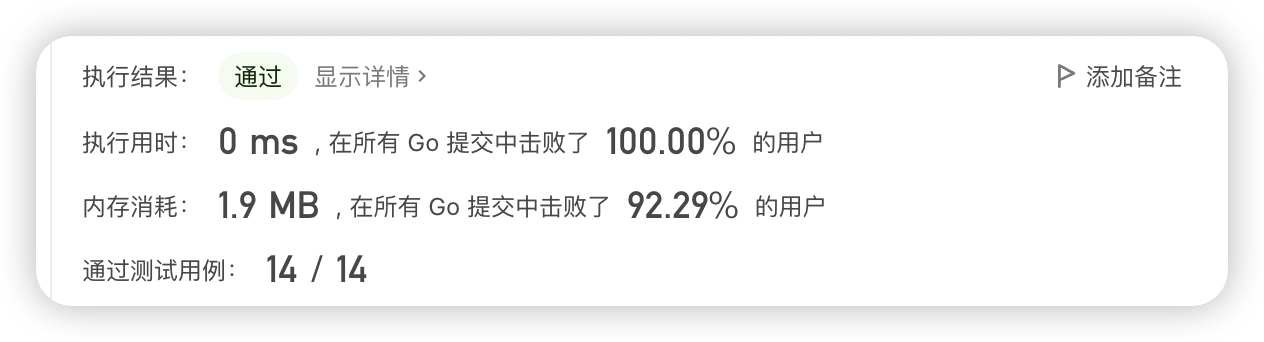 执行结果： 通过 显示详情 › 添加备注
执行用时： 0 ms , 在所有 Go 提交中击败了 100.00% 的用户
内存消耗： 1.9 MB , 在所有 Go 提交中击败了 92.29% 的用户
通过测试用例： 14 / 14